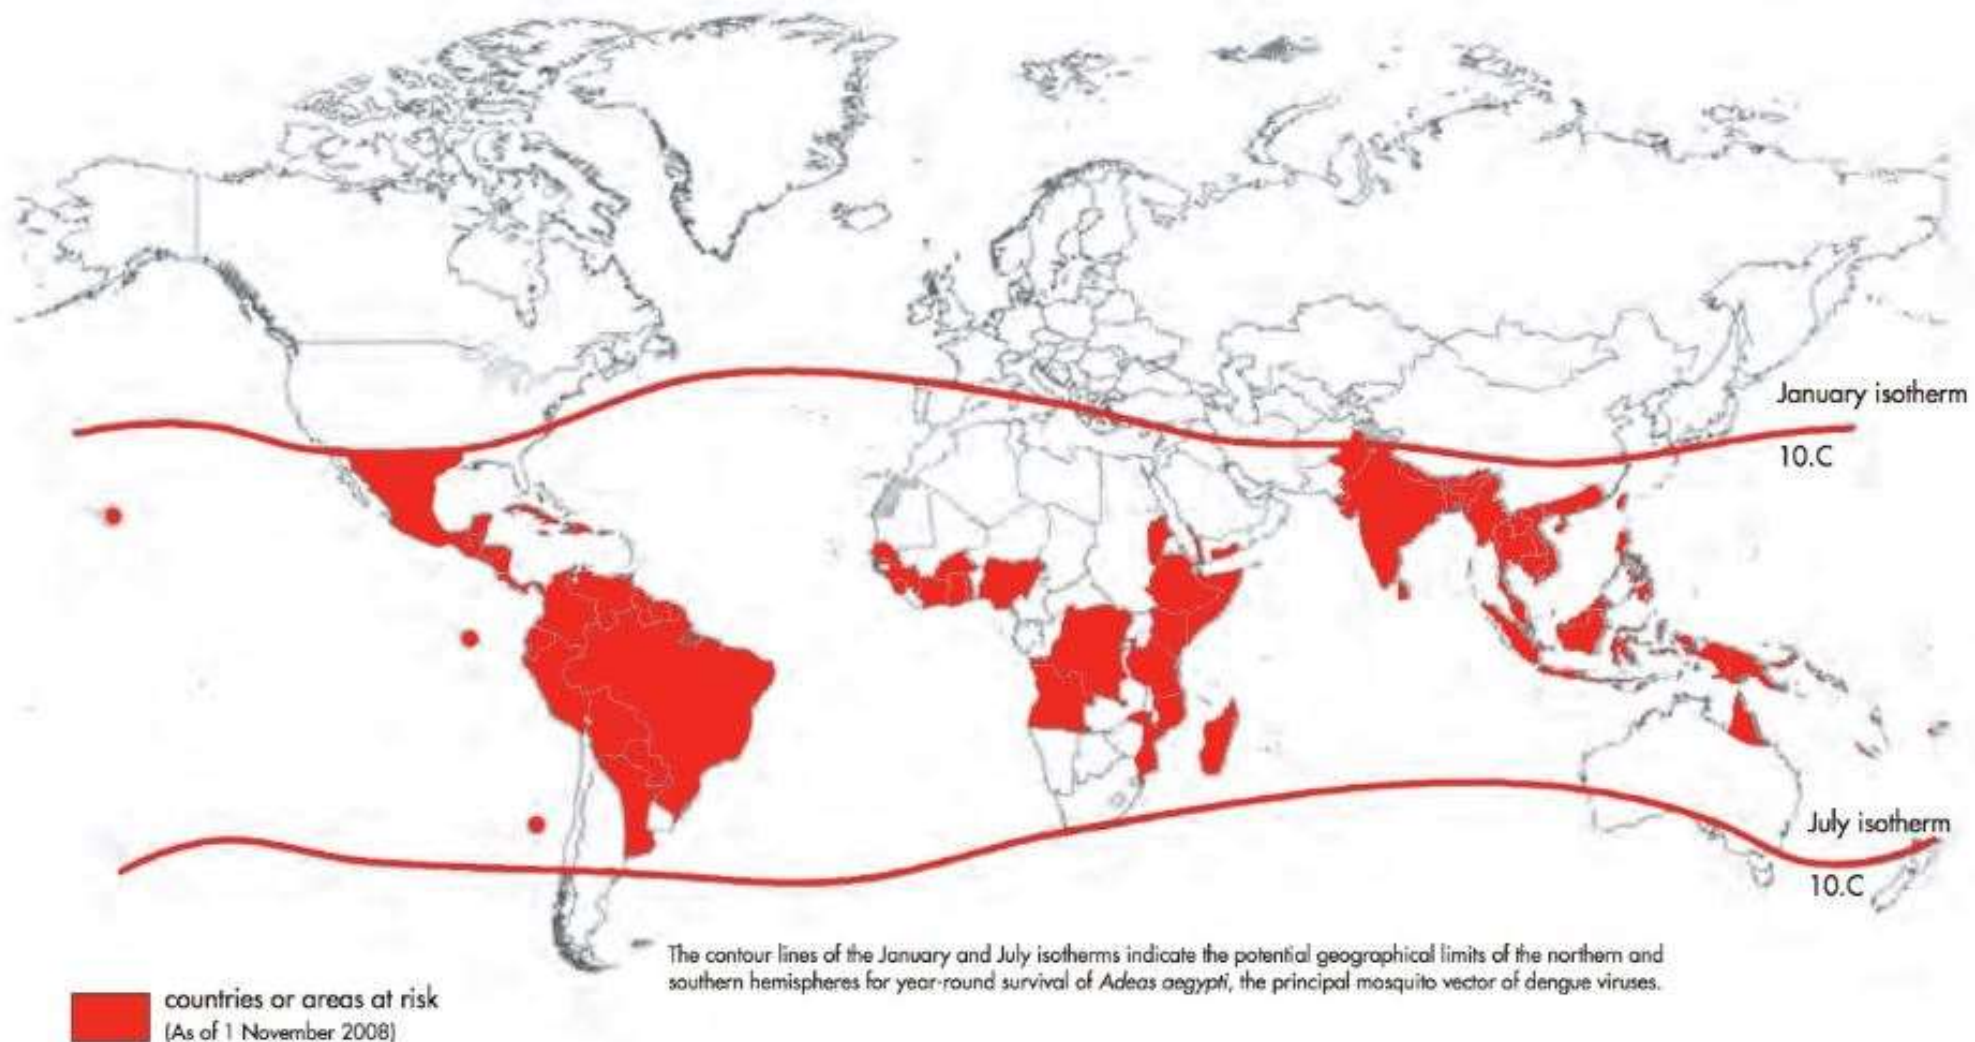 January isotherm
10.C
July isotherm
10.C
The contour lines of the January and July isotherms indicate the potential geographical limits of the northern and
southern hemispheres for year-round survival of Adeas aegypti, the principal mosquito vector of dengue viruses.
countries or areas at risk
(As of 1 November 2008)